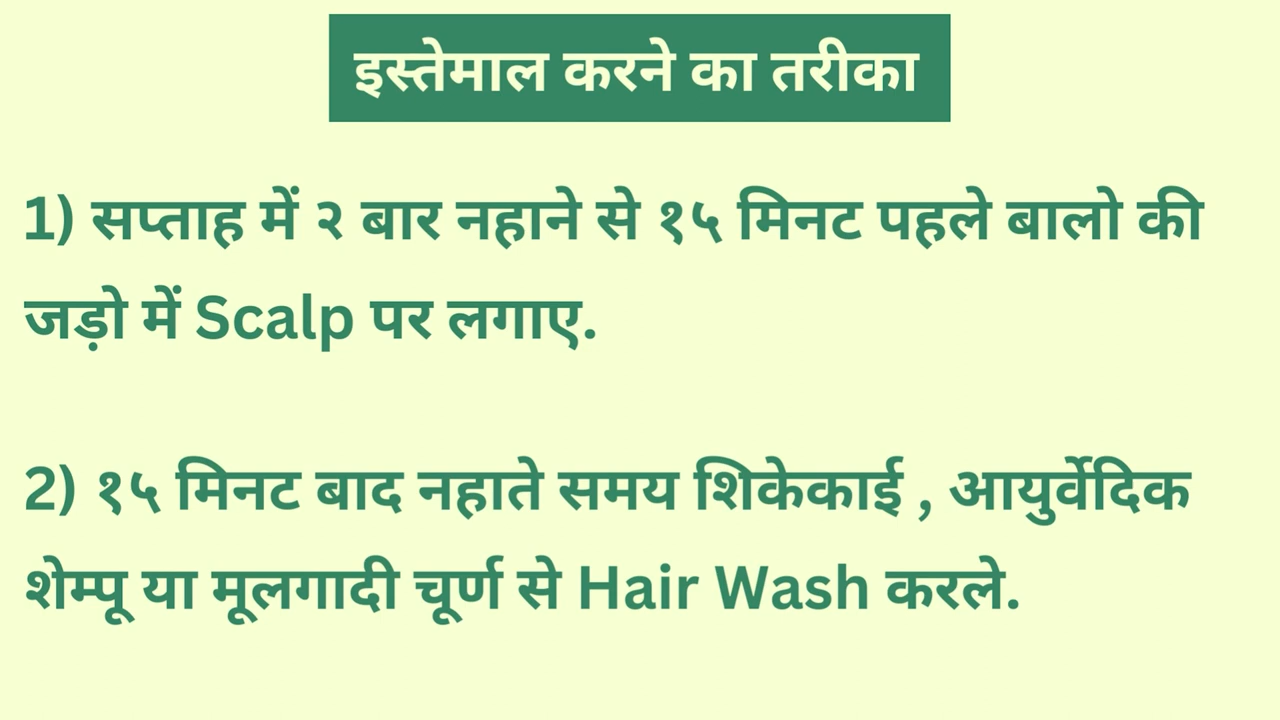 इस्तेमाल करने का तरीका
1) सप्ताह में २ बार नहाने से १५ मिनट पहले बालो की
जड़ो में Scalp पर लगाए.
2) १५ मिनट बाद नहाते समय शिकेकाई , आयुर्वेदिक
शेम्पू या मूलगादी चूर्ण से Hair Wash करले.